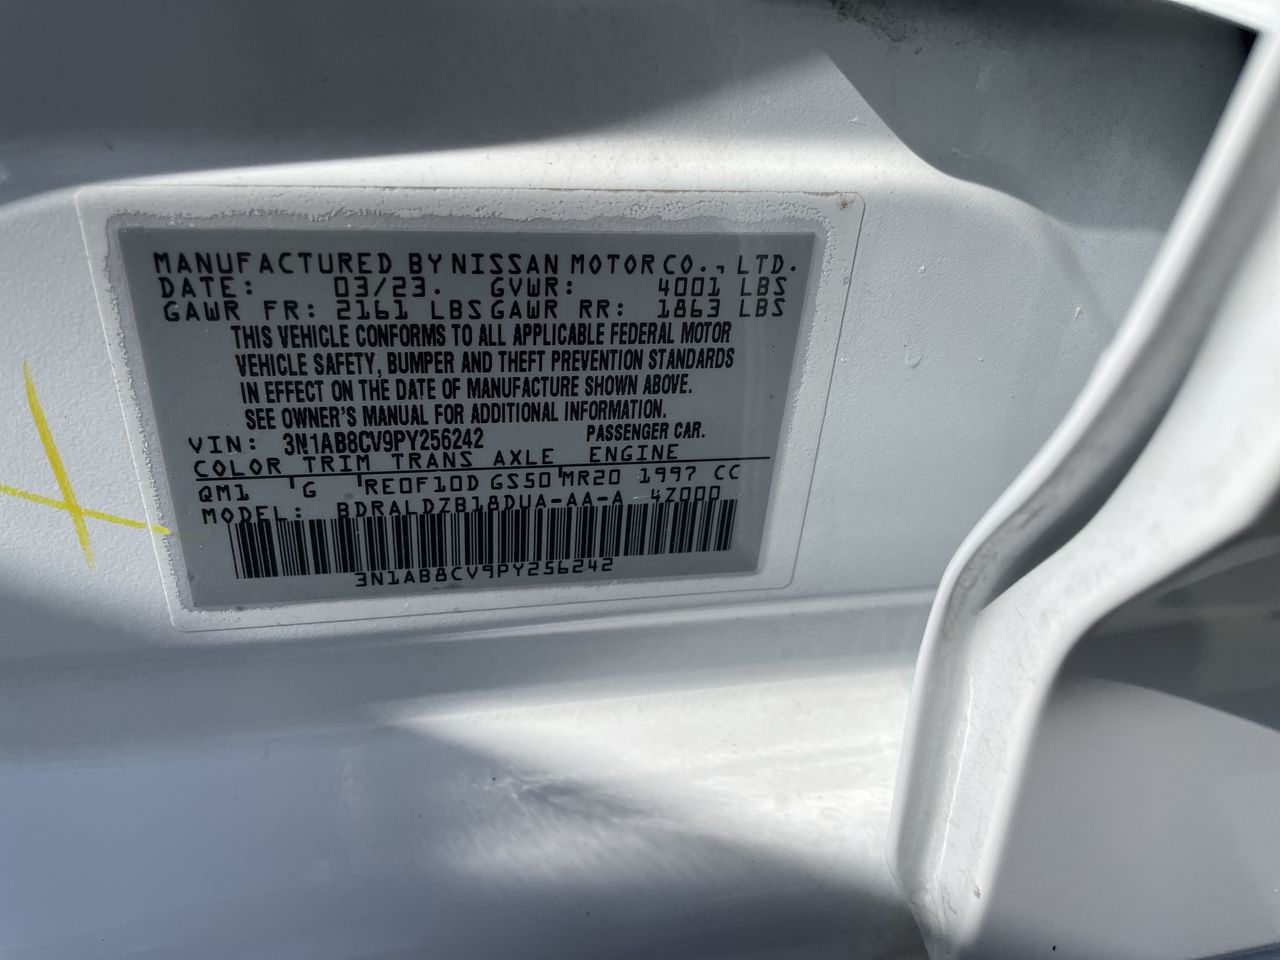 MANUFACTURED BY NISSAN MOTOR CO., LTD.
DATE: 03/23. GVWR: 4001 LBS
GAWR FR: 2161 LBS GAWR RR: 1863 LBS
THIS VEHICLE CONFORMS TO ALL APPLICABLE FEDERAL MOTOR
VEHICLE SAFETY, BUMPER AND THEFT PREVENTION STANDARDS
IN EFFECT ON THE DATE OF MANUFACTURE SHOWN ABOVE.
SEE OWNER'S MANUAL FOR ADDITIONAL INFORMATION.
VIN: 3N1AB8CV9PY256242 PASSENGER CAR.
COLOR TRIM TRANS AXLE ENGINE
QM1 G RE0F10D GS50 MR20 1997 CC
MODEL: BDRALDZB18DUA-AA-A 4Z000
3N1AB8CV9PY256242